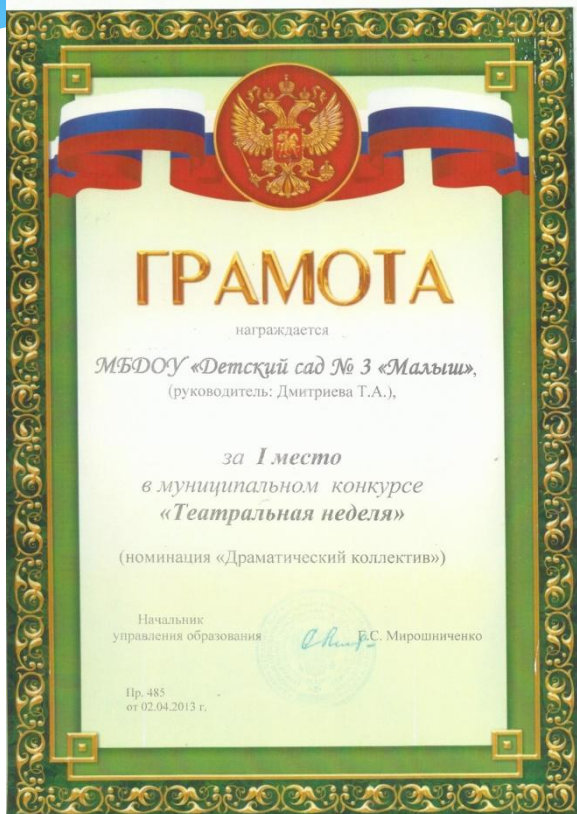 ГРАМОТА
награждается
МБДОУ «Детский сад № 3 «Малыш»,
(руководитель: Дмитриева Т.А.),
за I место
в муниципальном конкурсе
«Театральная неделя»
(номинация «Драматический коллектив»)
Начальник
управления образования Е.С. Мирошниченко
Пр. 485
от 02.04.2013 г.